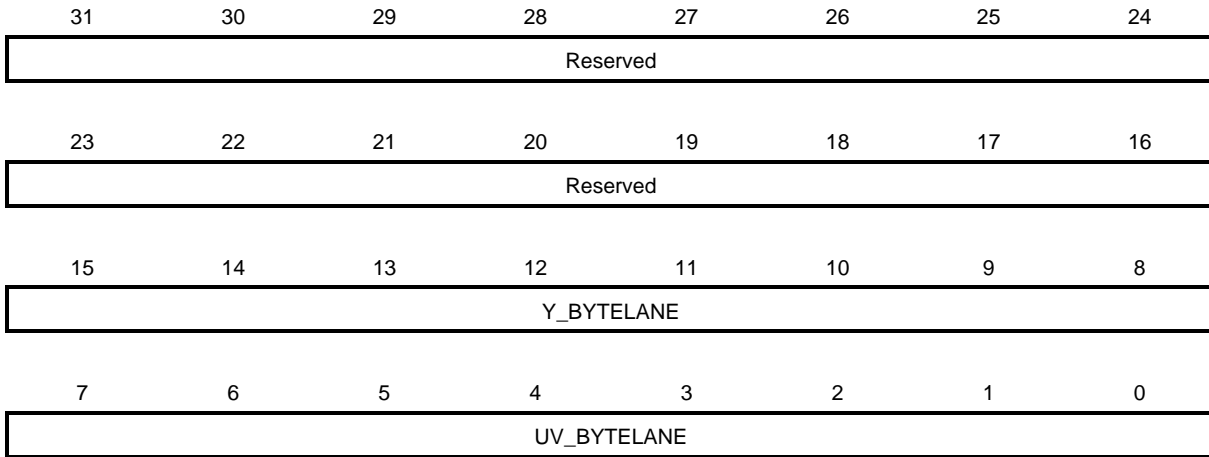 31 30 29 28 27 26 25 24
Reserved
23 22 21 20 19 18 17 16
Reserved
15 14 13 12 11 10 9 8
Y_BYTELANE
7 6 5 4 3 2 1 0
UV_BYTELANE